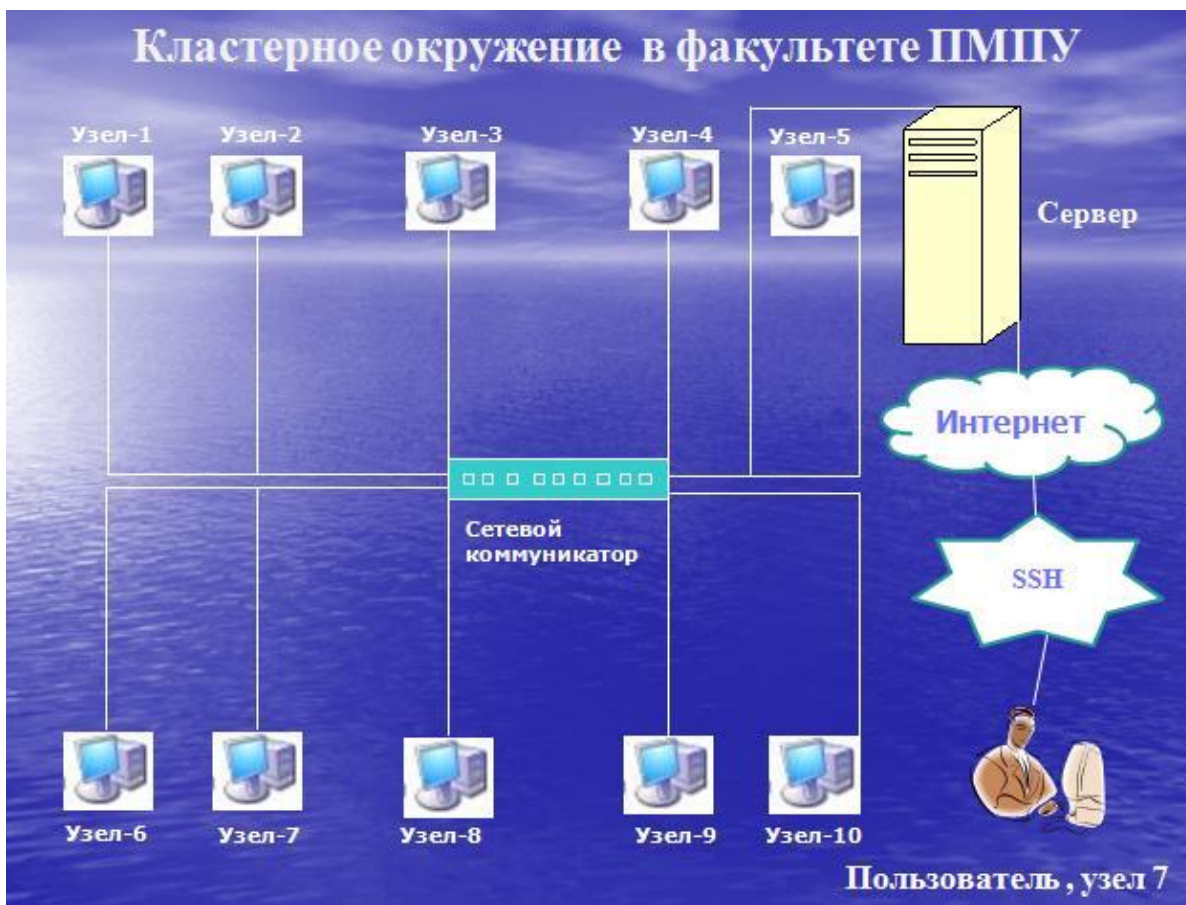 Кластерное окружение в факультете ПМПУ
Узел-1
Узел-2
Узел-3
Узел-4
Узел-5
Сервер
Интернет
Сетевой
коммуникатор
SSH
Узел-6
Узел-7
Узел-8
Узел-9
Узел-10
Пользователь , узел 7